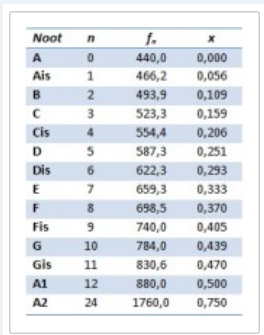 Noot n fₙ x
A 0 440,0 0,000
Ais 1 466,2 0,056
B 2 493,9 0,109
C 3 523,3 0,159
Cis 4 554,4 0,206
D 5 587,3 0,251
Dis 6 622,3 0,293
E 7 659,3 0,333
F 8 698,5 0,370
Fis 9 740,0 0,405
G 10 784,0 0,439
Gis 11 830,6 0,470
A1 12 880,0 0,500
A2 24 1760,0 0,750